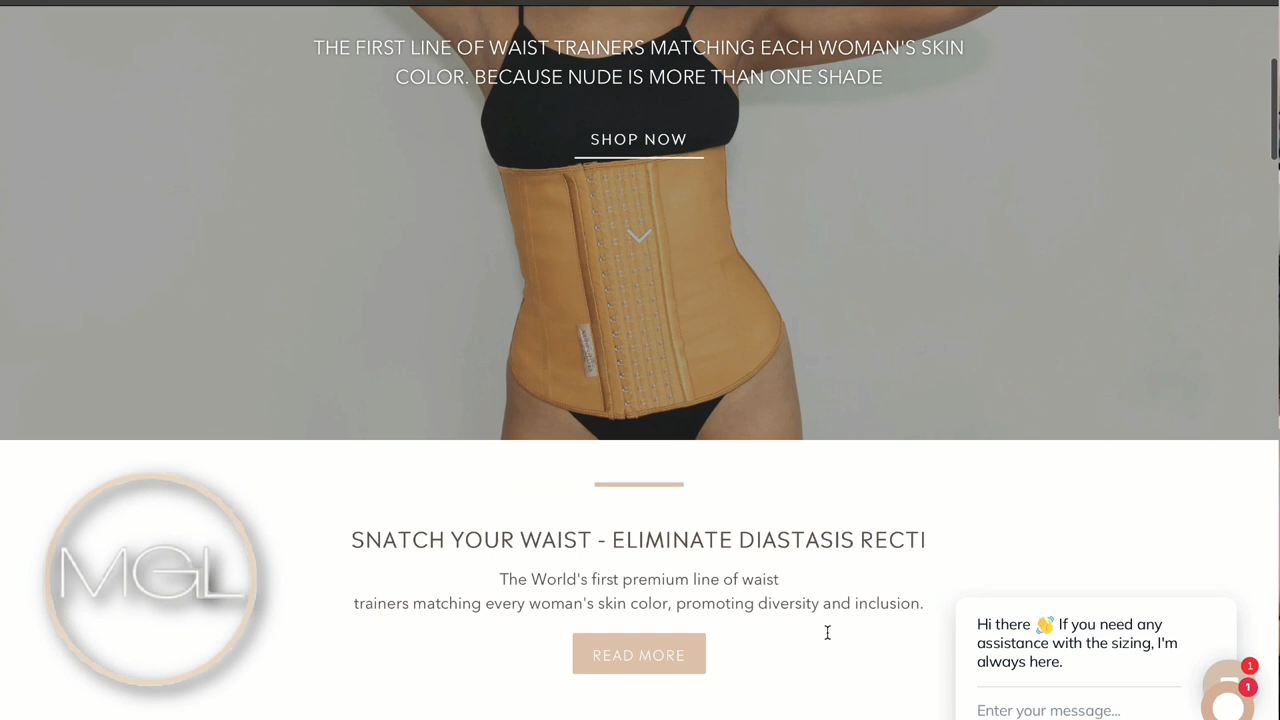 THE FIRST LINE OF WAIST TRAINERS MATCHING EACH WOMAN'S SKIN
COLOR. BECAUSE NUDE IS MORE THAN ONE SHADE
SHOP NOW
MGL
SNATCH YOUR WAIST - ELIMINATE DIASTASIS RECTI
The World's first premium line of waist
trainers matching every woman's skin color, promoting diversity and inclusion.
READ MORE
Hi there 👋 If you need any
assistance with the sizing, I'm
always here.
1
1
Enter your message...